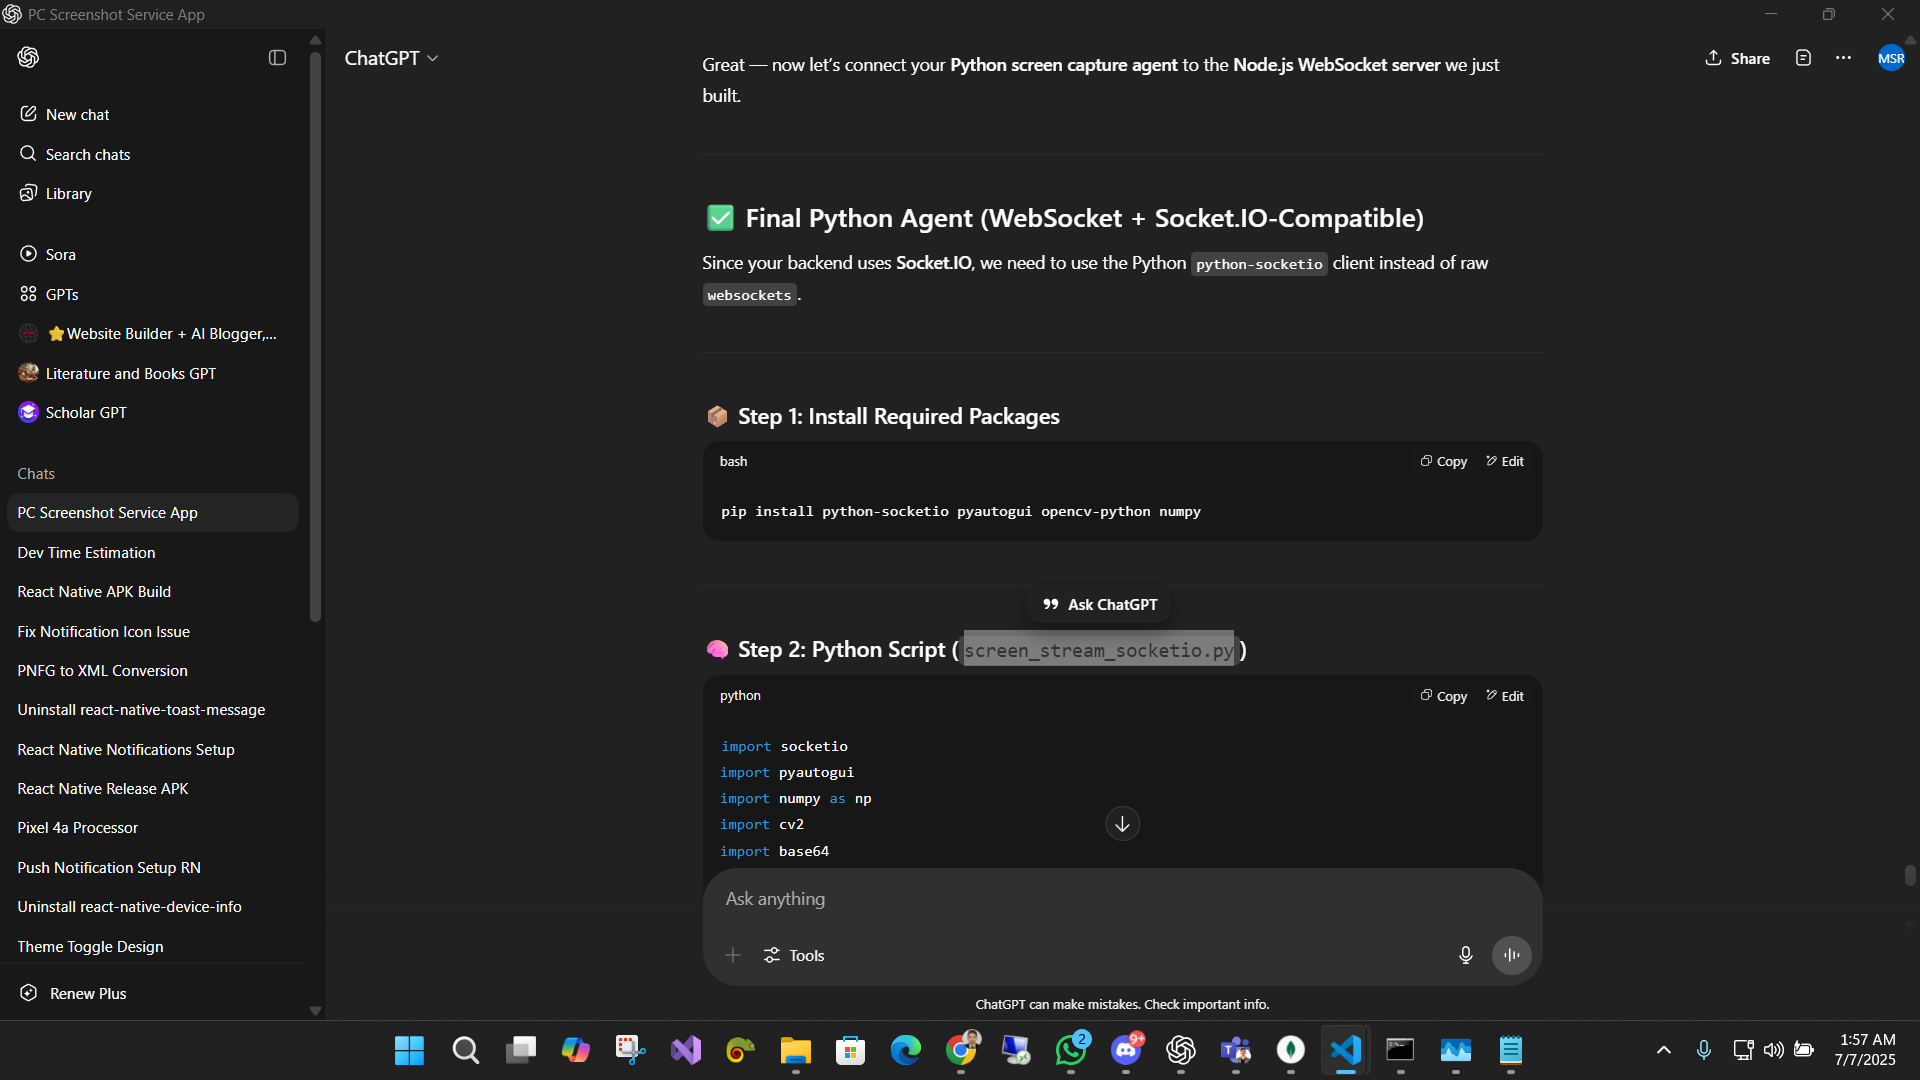 PC Screenshot Service App
ChatGPT
Share
MSR
New chat
Search chats
Library
Sora
GPTs
⭐Website Builder + AI Blogger,...
Literature and Books GPT
Scholar GPT
Chats
PC Screenshot Service App
Dev Time Estimation
React Native APK Build
Fix Notification Icon Issue
PNFG to XML Conversion
Uninstall react-native-toast-message
React Native Notifications Setup
React Native Release APK
Pixel 4a Processor
Push Notification Setup RN
Uninstall react-native-device-info
Theme Toggle Design
Renew Plus
Great — now let's connect your Python screen capture agent to the Node.js WebSocket server we just
built.
✅ Final Python Agent (WebSocket + Socket.IO-Compatible)
Since your backend uses Socket.IO, we need to use the Python python-socketio client instead of raw
websockets.
📦 Step 1: Install Required Packages
bash
Copy
Edit
pip install python-socketio pyautogui opencv-python numpy
Ask ChatGPT
🧠 Step 2: Python Script (screen_stream_socketio.py)
python
Copy
Edit
import socketio
import pyautogui
import numpy as np
import cv2
import base64
Ask anything
Tools
ChatGPT can make mistakes. Check important info.
2
9+
1:57 AM
7/7/2025